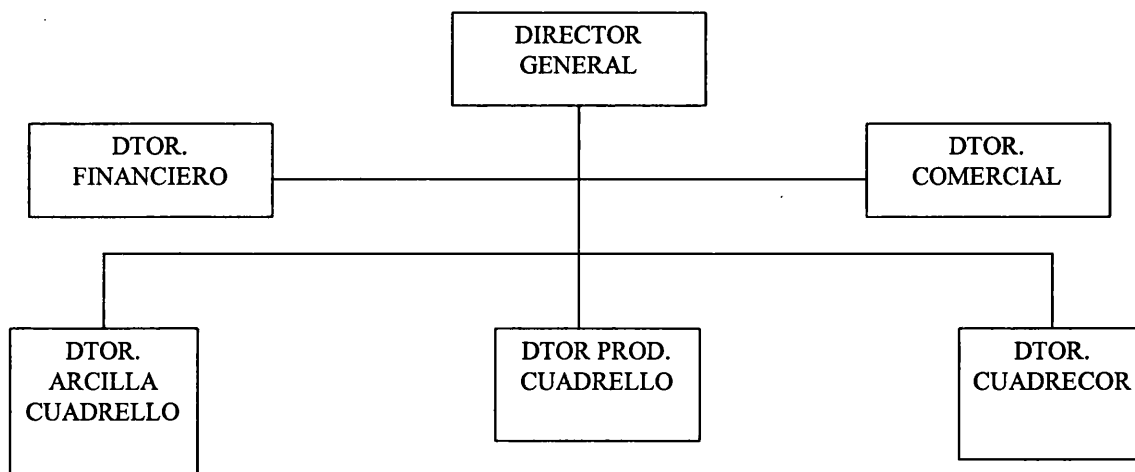 DIRECTOR
GENERAL
DTOR.
FINANCIERO
DTOR.
COMERCIAL
DTOR.
ARCILLA
CUADRELLO
DTOR PROD.
CUADRELLO
DTOR.
CUADRECOR